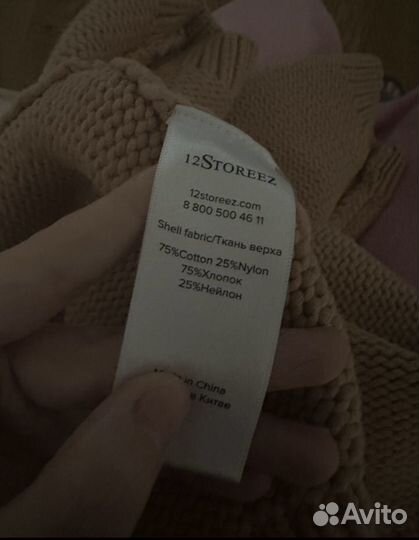 12STOREEZ
12storeez.com
8 800 500 46 11
Shell fabric/Ткань верха
75%Cotton 25%Nylon
75%Хлопок
25%Нейлон
in China
в Китае
Avito